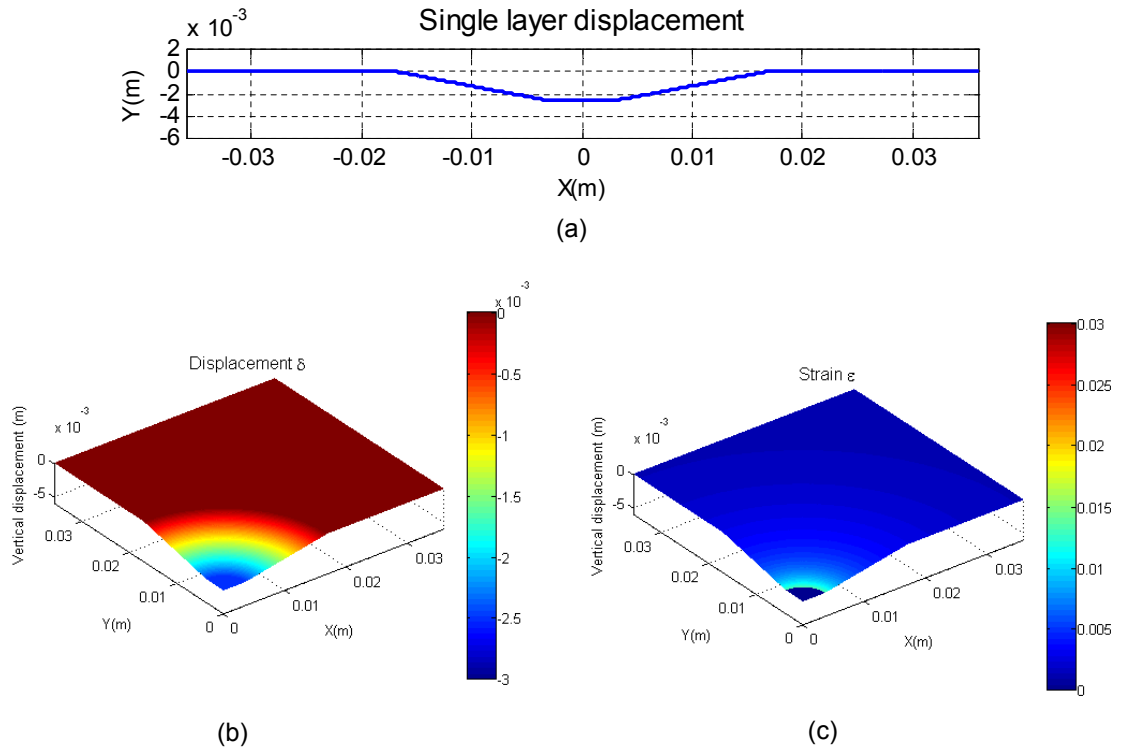 Single layer displacement
x 10 -3
2
0
-2
-4
-6
Y(m)
-0.03 -0.02 -0.01 0 0.01 0.02 0.03
X(m)
(a)
Displacement δ
x 10 -3
Vertical displacement (m)
0
-5
0.03
0.02
0.01
0
Y(m)
0
0.01
0.02
0.03
X(m)
x 10 -3
0
-0.5
-1
-1.5
-2
-2.5
-3
(b)
Strain ε
x 10 -3
Vertical displacement (m)
0
-5
0.03
0.02
0.01
0
Y(m)
0
0.01
0.02
0.03
X(m)
0.03
0.025
0.02
0.015
0.01
0.005
0
(c)